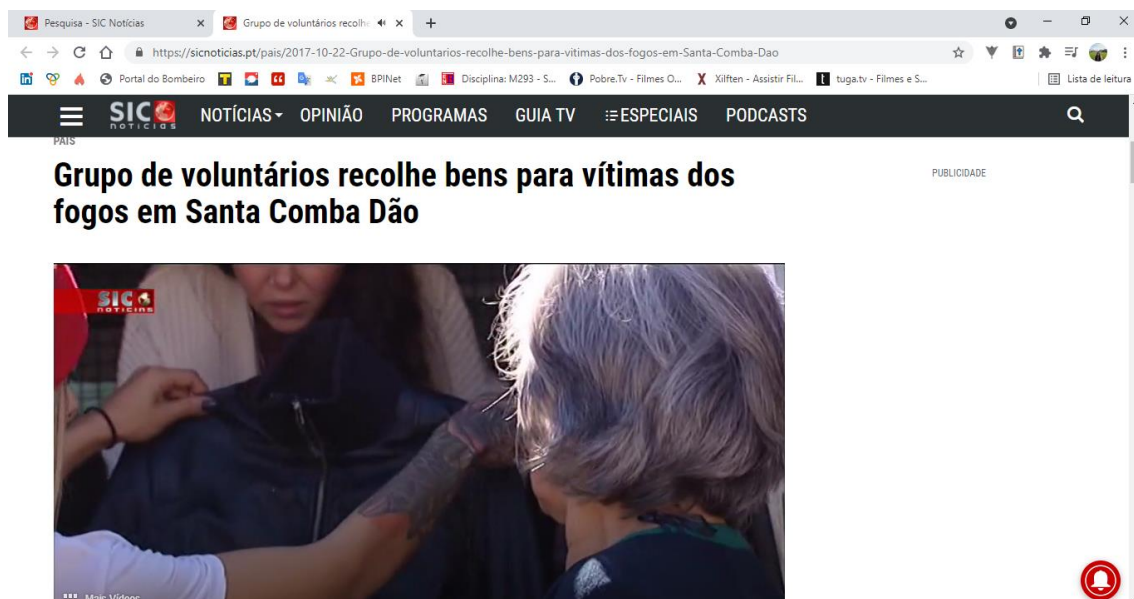 Pesquisa - SIC Notícias
Grupo de voluntários recolhe
https://sicnoticias.pt/pais/2017-10-22-Grupo-de-voluntarios-recolhe-bens-para-vitimas-dos-fogos-em-Santa-Comba-Dao
Portal do Bombeiro
BPINet
Disciplina: M293 - S...
Pobre.Tv - Filmes O...
Xilften - Assistir Fil...
tuga.tv - Filmes e S...
Lista de leitura
SIC
notícias
NOTÍCIAS OPINIÃO PROGRAMAS GUIA TV ESPECIAIS PODCASTS
PAÍS
Grupo de voluntários recolhe bens para vítimas dos
fogos em Santa Comba Dão
PUBLICIDADE
SIC
NOTÍCIAS
Mais Vídeos